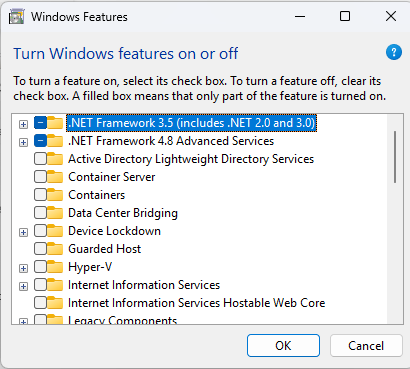 Windows Features
Turn Windows features on or off
To turn a feature on, select its check box. To turn a feature off, clear its
check box. A filled box means that only part of the feature is turned on.
.NET Framework 3.5 (includes .NET 2.0 and 3.0)
.NET Framework 4.8 Advanced Services
Active Directory Lightweight Directory Services
Container Server
Containers
Data Center Bridging
Device Lockdown
Guarded Host
Hyper-V
Internet Information Services
Internet Information Services Hostable Web Core
Legacy Components
OK
Cancel